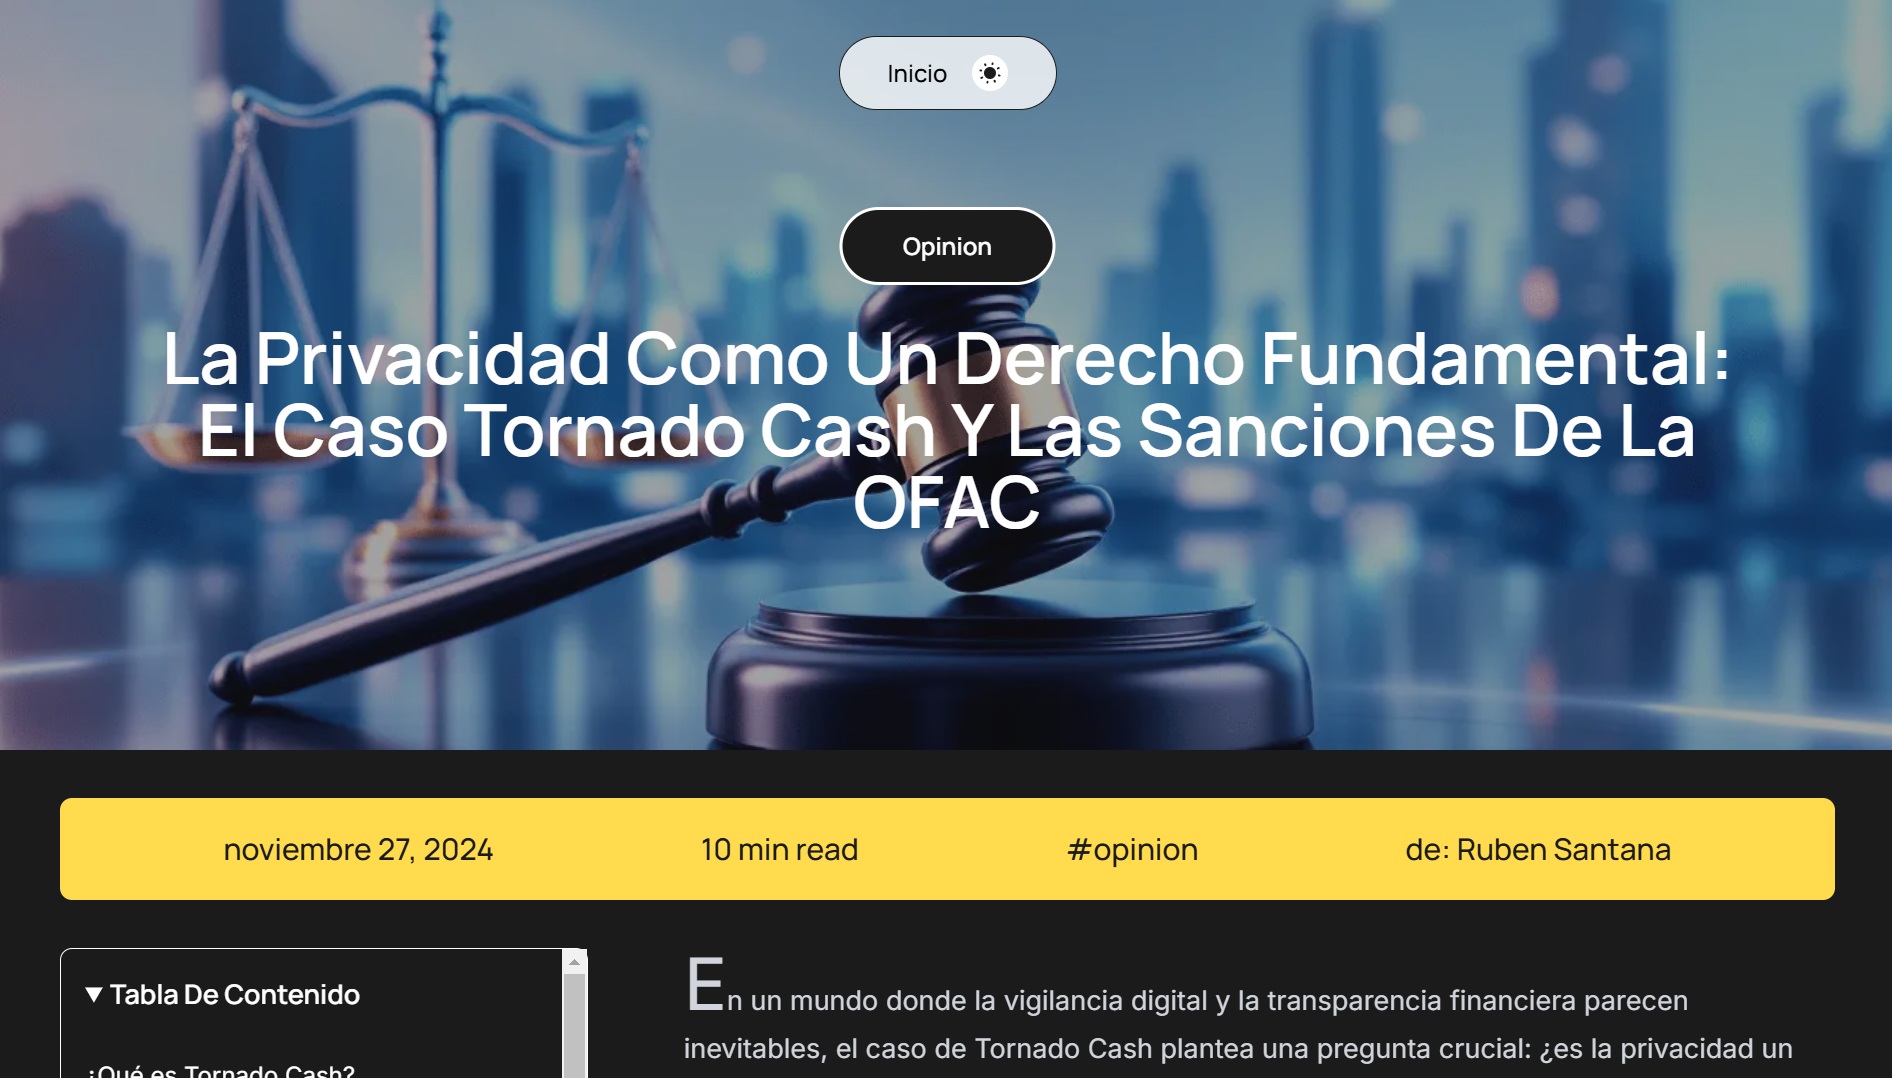 Inicio
Opinion
La Privacidad Como Un Derecho Fundamental:
El Caso Tornado Cash Y Las Sanciones De La
OFAC
noviembre 27, 2024
10 min read
#opinion
de: Ruben Santana
▼ Tabla De Contenido
¿Qué es Tornado Cash?
En un mundo donde la vigilancia digital y la transparencia financiera parecen
inevitables, el caso de Tornado Cash plantea una pregunta crucial: ¿es la privacidad un